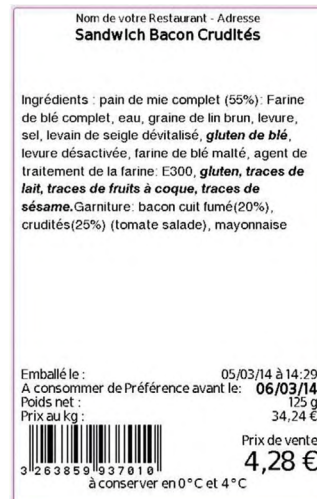 Nom de votre Restaurant - Adresse
Sandwich Bacon Crudités
Ingrédients : pain de mie complet (55%): Farine
de blé complet, eau, graine de lin brun, levure,
sel, levain de seigle dévitalisé, gluten de blé,
levure désactivée, farine de blé malté, agent de
traitement de la farine: E300, gluten, traces de
lait, traces de fruits à coque, traces de
sésame.Garniture: bacon cuit fumé(20%),
crudités(25%) (tomate salade), mayonnaise
Emballé le : 05/03/14 à 14:29
A consommer de Préférence avant le: 06/03/14
Poids net : 125 g
Prix au kg : 34,24 €
Prix de vente
4,28 €
3 263859 937010
à conserver en 0°C et 4°C